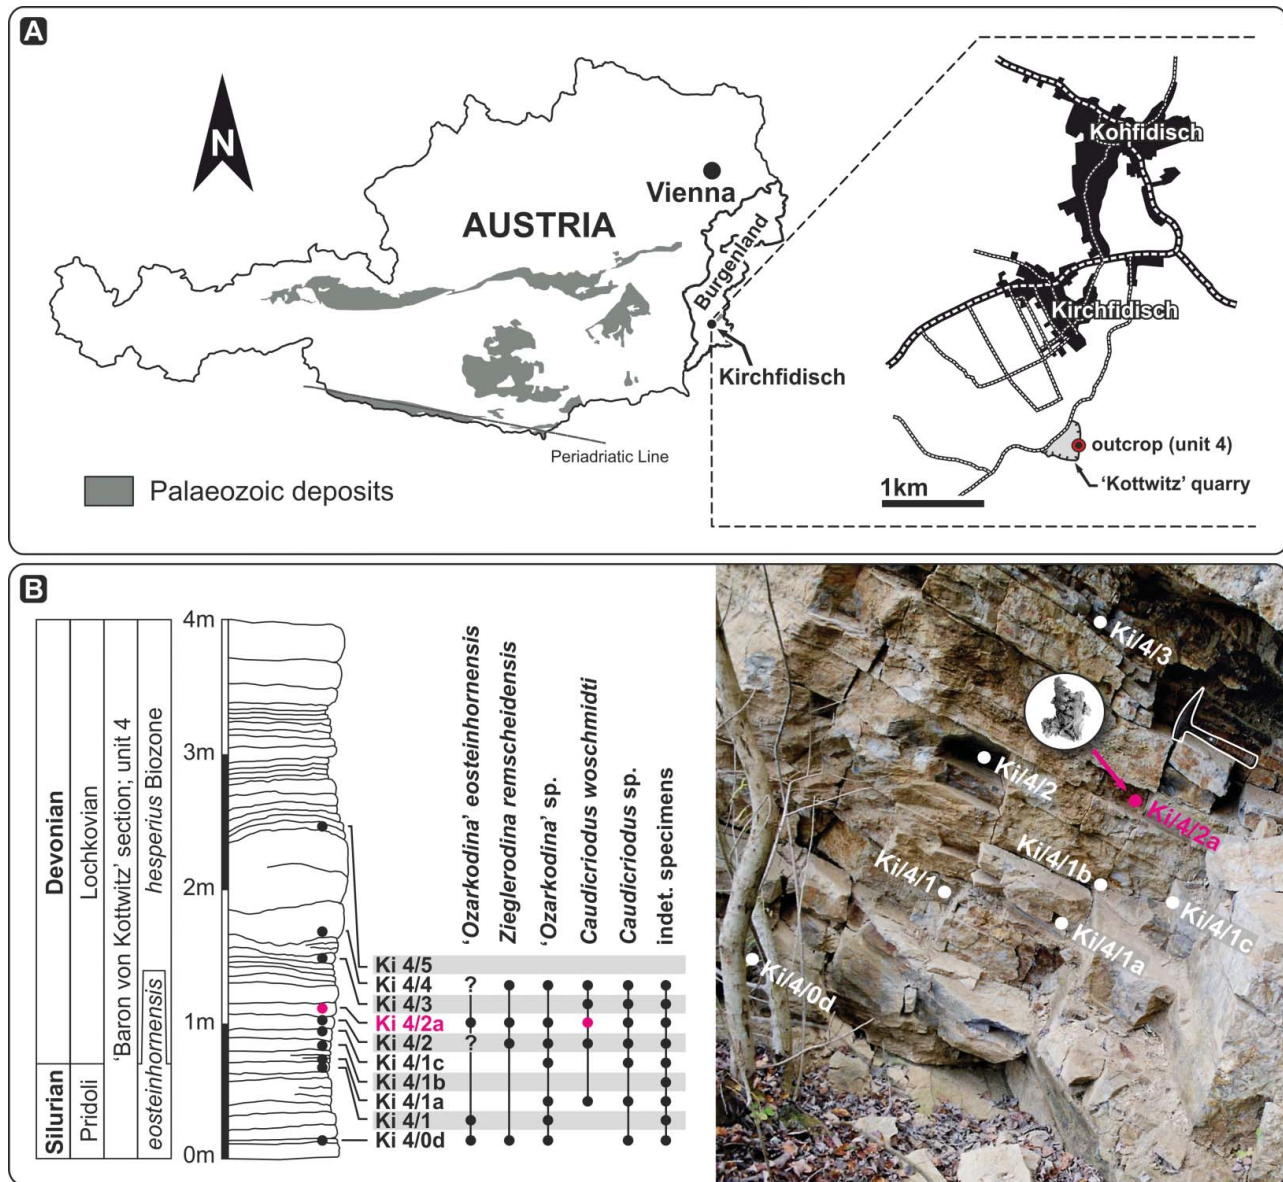 A
N
AUSTRIA
Vienna
Burgenland
Kirchfidisch
Periadriatic Line
Palaeozoic deposits
Kohfidisch
Kirchfidisch
outcrop (unit 4)
'Kottwitz' quarry
1km
B
Devonian
Silurian
Lochkovian
Pridoli
'Baron von Kottwitz' section; unit 4
hesperius Biozone
eosteinhornensis
4m
3m
2m
1m
0m
'Ozarkodina' eosteinhornensis
Zieglerodina remscheidensis
'Ozarkodina' sp.
Caudicriodus woschmidti
Caudicriodus sp.
indet. specimens
Ki 4/5
Ki 4/4 ?
Ki 4/3
Ki 4/2a
Ki 4/2 ?
Ki 4/1c
Ki 4/1b
Ki 4/1a
Ki 4/1
Ki 4/0d
Ki/4/3
Ki/4/2
Ki/4/2a
Ki/4/1b
Ki/4/1
Ki/4/1c
Ki/4/1a
Ki/4/0d